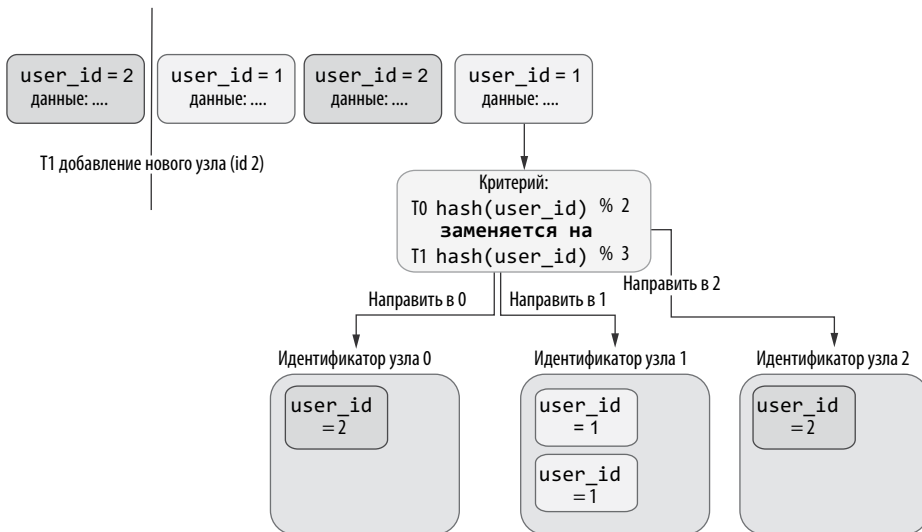 user_id = 2
данные: ....
user_id = 1
данные: ....
user_id = 2
данные: ....
user_id = 1
данные: ....
T1 добавление нового узла (id 2)
Критерий:
T0 hash(user_id) % 2
заменяется на
T1 hash(user_id) % 3
Направить в 0
Направить в 1
Направить в 2
Идентификатор узла 0
Идентификатор узла 1
Идентификатор узла 2
user_id
= 2
user_id
= 1
user_id
= 1
user_id
= 2